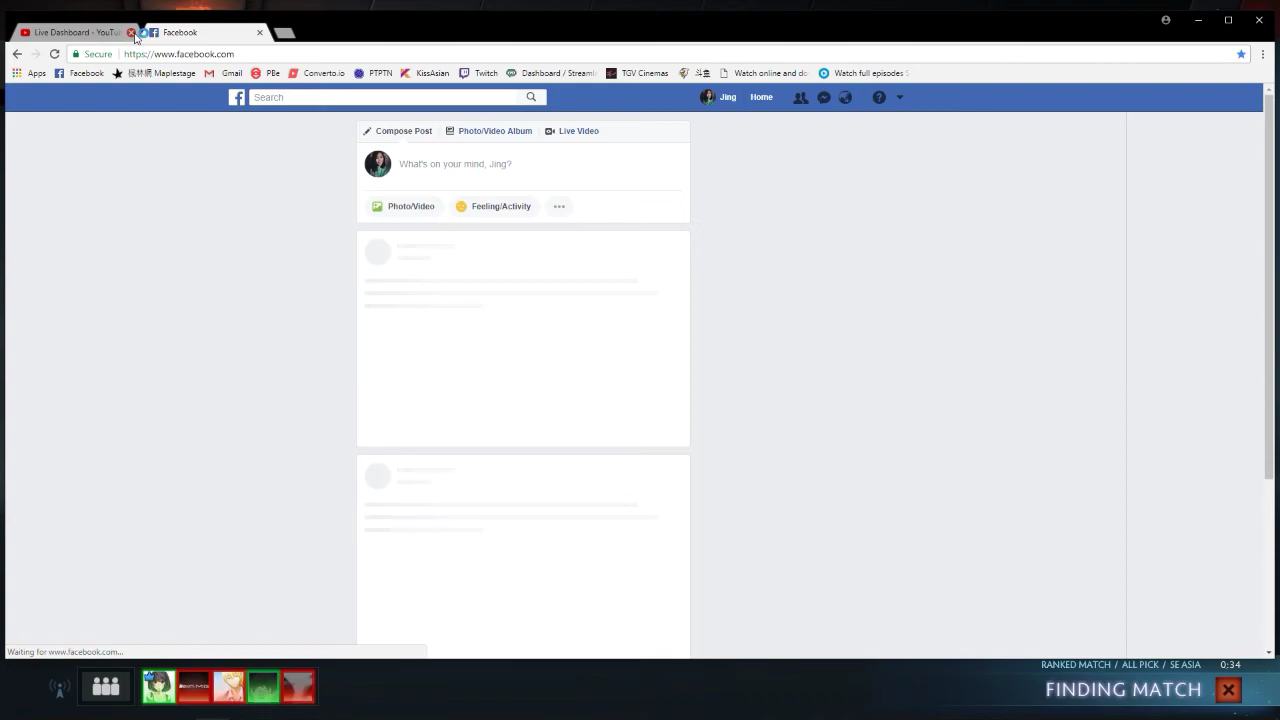 Live Dashboard - YouTu
Facebook
Secure
https://www.facebook.com
Apps
Facebook
楓林網 Maplestage
Gmail
PBe
Converto.io
PTPTN
KissAsian
Twitch
Dashboard / Streaml
TGV Cinemas
斗鱼
Watch online and do
Watch full episodes S
Search
Jing
Home
Compose Post
Photo/Video Album
Live Video
What's on your mind, Jing?
Photo/Video
Feeling/Activity
Waiting for www.facebook.com...
RANKED MATCH / ALL PICK / SE ASIA
0:34
FINDING MATCH